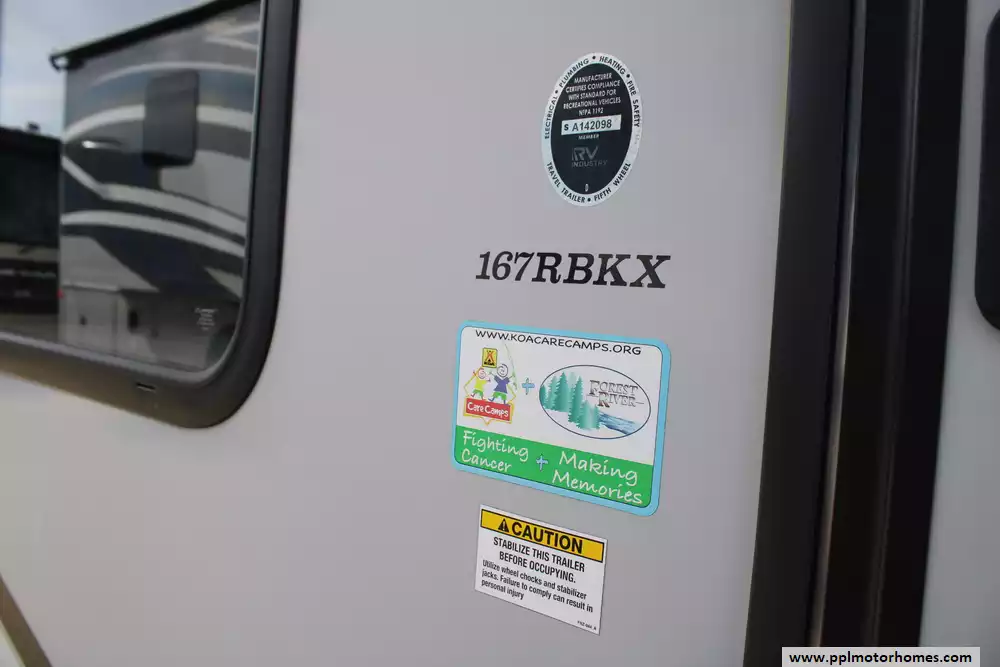 ELECTRICAL • PLUMBING • HEATING • FIRE SAFETY
MANUFACTURER
CERTIFIES COMPLIANCE
WITH STANDARD FOR
RECREATIONAL VEHICLES
NFPA 1192
S A142098
MEMBER
RV
INDUSTRY
D
TRAVEL TRAILER • FIFTH WHEEL
167RBKX
WWW.KOACARECAMPS.ORG
Care Camps
+
FOREST
RIVER
Fighting
Cancer
+
Making
Memories
CAUTION
STABILIZE THIS TRAILER
BEFORE OCCUPYING.
Utilize wheel chocks and stabilizer
jacks. Failure to comply can result in
personal injury
www.pplmotorhomes.com